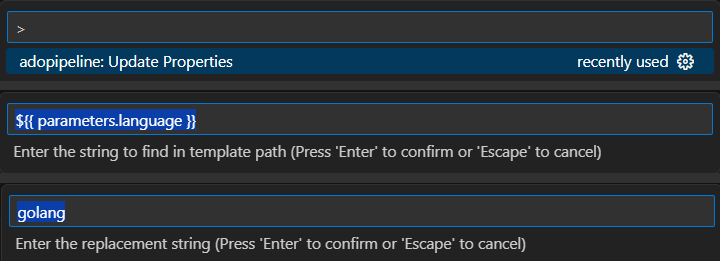 >
adopipeline: Update Properties recently used
${{ parameters.language }}
Enter the string to find in template path (Press 'Enter' to confirm or 'Escape' to cancel)
golang
Enter the replacement string (Press 'Enter' to confirm or 'Escape' to cancel)